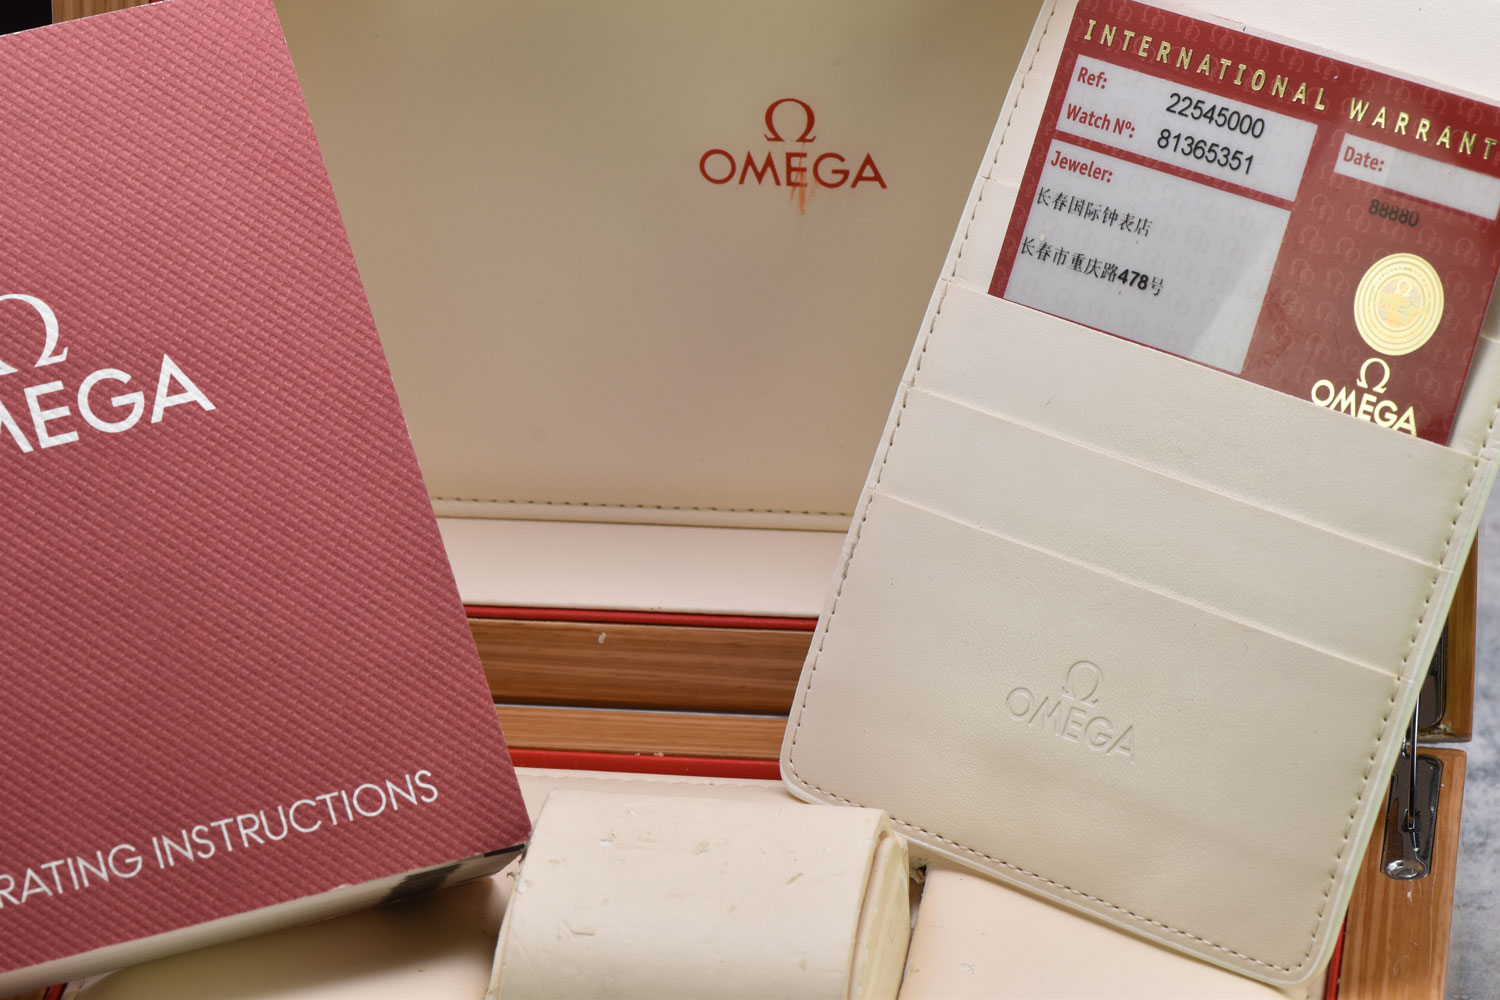 Ω
OMEGA
RATING INSTRUCTIONS
Ω
OMEGA
INTERNATIONAL WARRANT
Ref: 22545000
Watch Nº: 81365351
Jeweler:
长春国际钟表店
长春市重庆路478号
Date:
88880
Ω
OMEGA
Ω
OMEGA